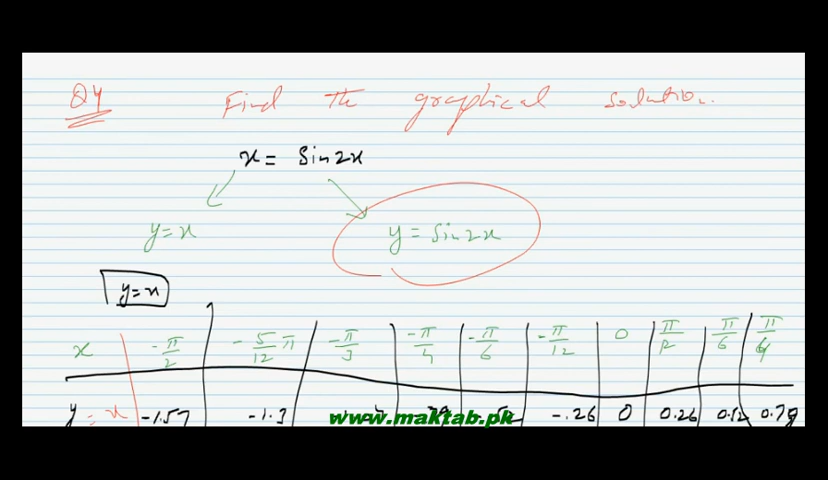 Q4 Find the graphical solution.
x = Sin2x
y = x y = Sin2x
y = x
x -π/2 -5/12 π -π/3 -π/4 -π/6 -π/12 0 π/12 π/6 π/4
y = x -1.57 -1.3 -.26 0 0.26 0.52 0.79
www.maktab.pk